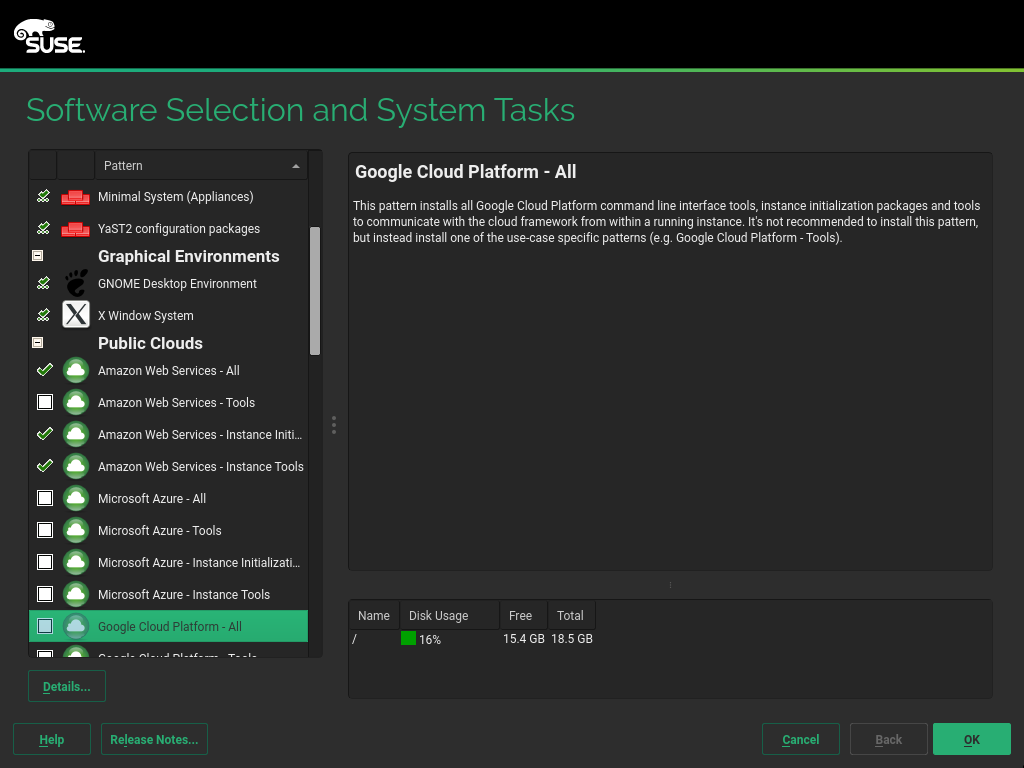 SUSE
Software Selection and System Tasks
Pattern
Minimal System (Appliances)
YaST2 configuration packages
Graphical Environments
GNOME Desktop Environment
X Window System
Public Clouds
Amazon Web Services - All
Amazon Web Services - Tools
Amazon Web Services - Instance Initi...
Amazon Web Services - Instance Tools
Microsoft Azure - All
Microsoft Azure - Tools
Microsoft Azure - Instance Initializati...
Microsoft Azure - Instance Tools
Google Cloud Platform - All
Google Cloud Platform - Tools
Details...
Google Cloud Platform - All
This pattern installs all Google Cloud Platform command line interface tools, instance initialization packages and tools
to communicate with the cloud framework from within a running instance. It's not recommended to install this pattern,
but instead install one of the use-case specific patterns (e.g. Google Cloud Platform - Tools).
Name Disk Usage Free Total
/ 16% 15.4 GB 18.5 GB
Help Release Notes... Cancel Back OK